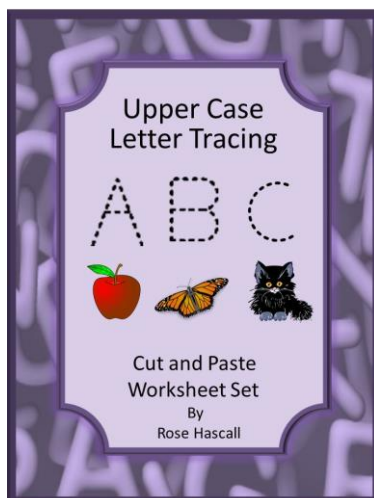 Upper Case
Letter Tracing
A B C
Cut and Paste
Worksheet Set
By
Rose Hascall